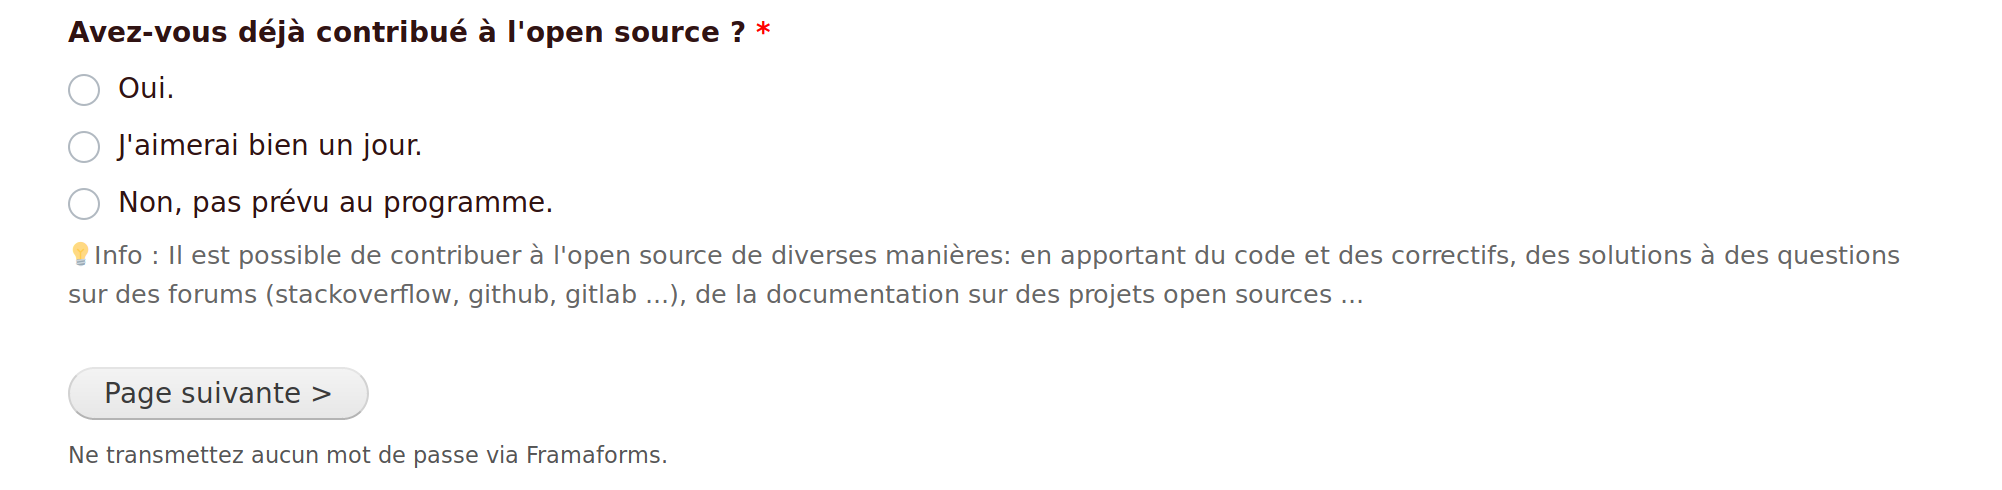 Avez-vous déjà contribué à l'open source ? *
Oui.
J'aimerai bien un jour.
Non, pas prévu au programme.
💡Info : Il est possible de contribuer à l'open source de diverses manières: en apportant du code et des correctifs, des solutions à des questions
sur des forums (stackoverflow, github, gitlab ...), de la documentation sur des projets open sources ...
Page suivante >
Ne transmettez aucun mot de passe via Framaforms.